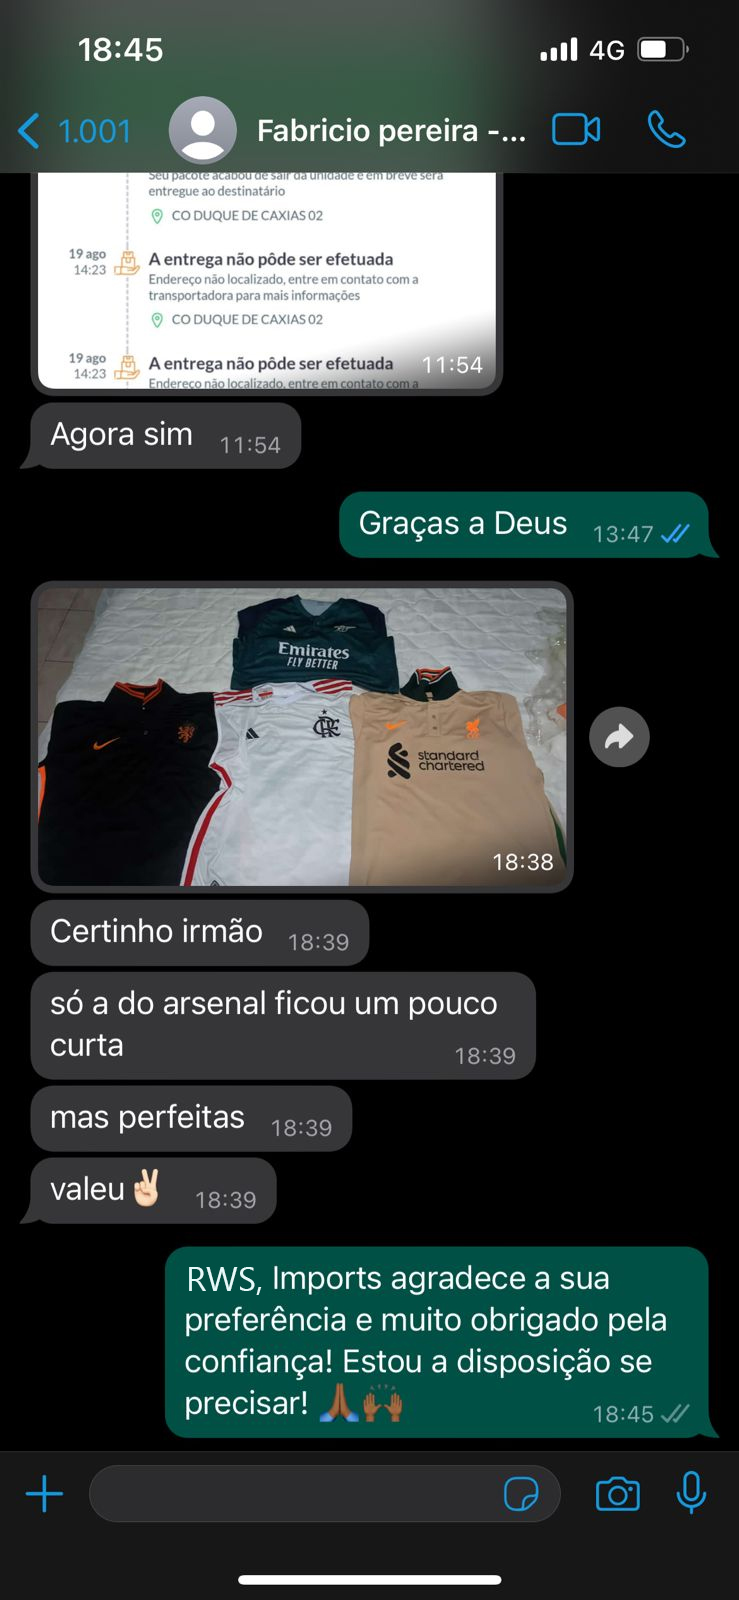 18:45
4G
1.001
Fabricio pereira -...
Seu pacote acabou de sair da unidade e em breve será
entregue ao destinatário
CO DUQUE DE CAXIAS 02
19 ago
14:23
A entrega não pôde ser efetuada
Endereço não localizado, entre em contato com a
transportadora para mais informações
CO DUQUE DE CAXIAS 02
19 ago
14:23
A entrega não pôde ser efetuada
Endereço não localizado, entre em contato com a
11:54
Agora sim
11:54
Graças a Deus
13:47
Emirates
FLY BETTER
standard
chartered
18:38
Certinho irmão
18:39
só a do arsenal ficou um pouco
curta
18:39
mas perfeitas
18:39
valeu✌🏻
18:39
RWS, Imports agradece a sua
preferência e muito obrigado pela
confiança! Estou a disposição se
precisar! 🙏🏾🙌🏾
18:45